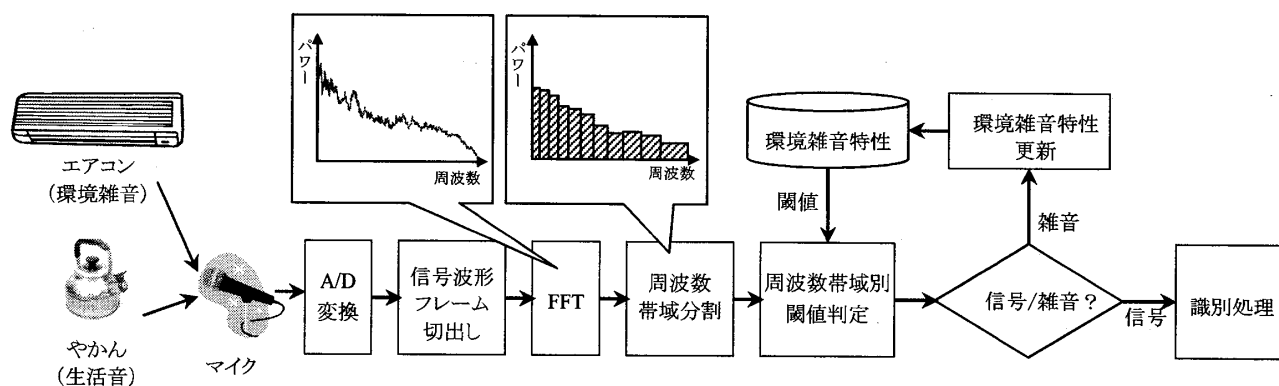 パワー
周波数
パワー
周波数
エアコン
(環境雑音)
やかん
(生活音)
マイク
A/D
変換
信号波形
フレーム
切出し
FFT
周波数
帯域分割
環境雑音特性
環境雑音特性
更新
閾値
雑音
周波数帯域別
閾値判定
信号/雑音?
信号
識別処理